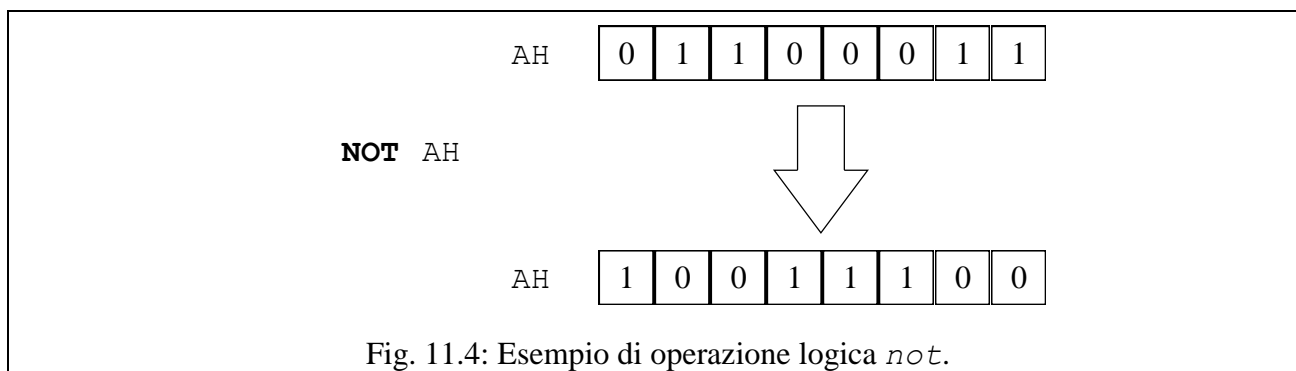 AH 0 1 1 0 0 0 1 1
NOT AH
AH 1 0 0 1 1 1 0 0
Fig. 11.4: Esempio di operazione logica not.